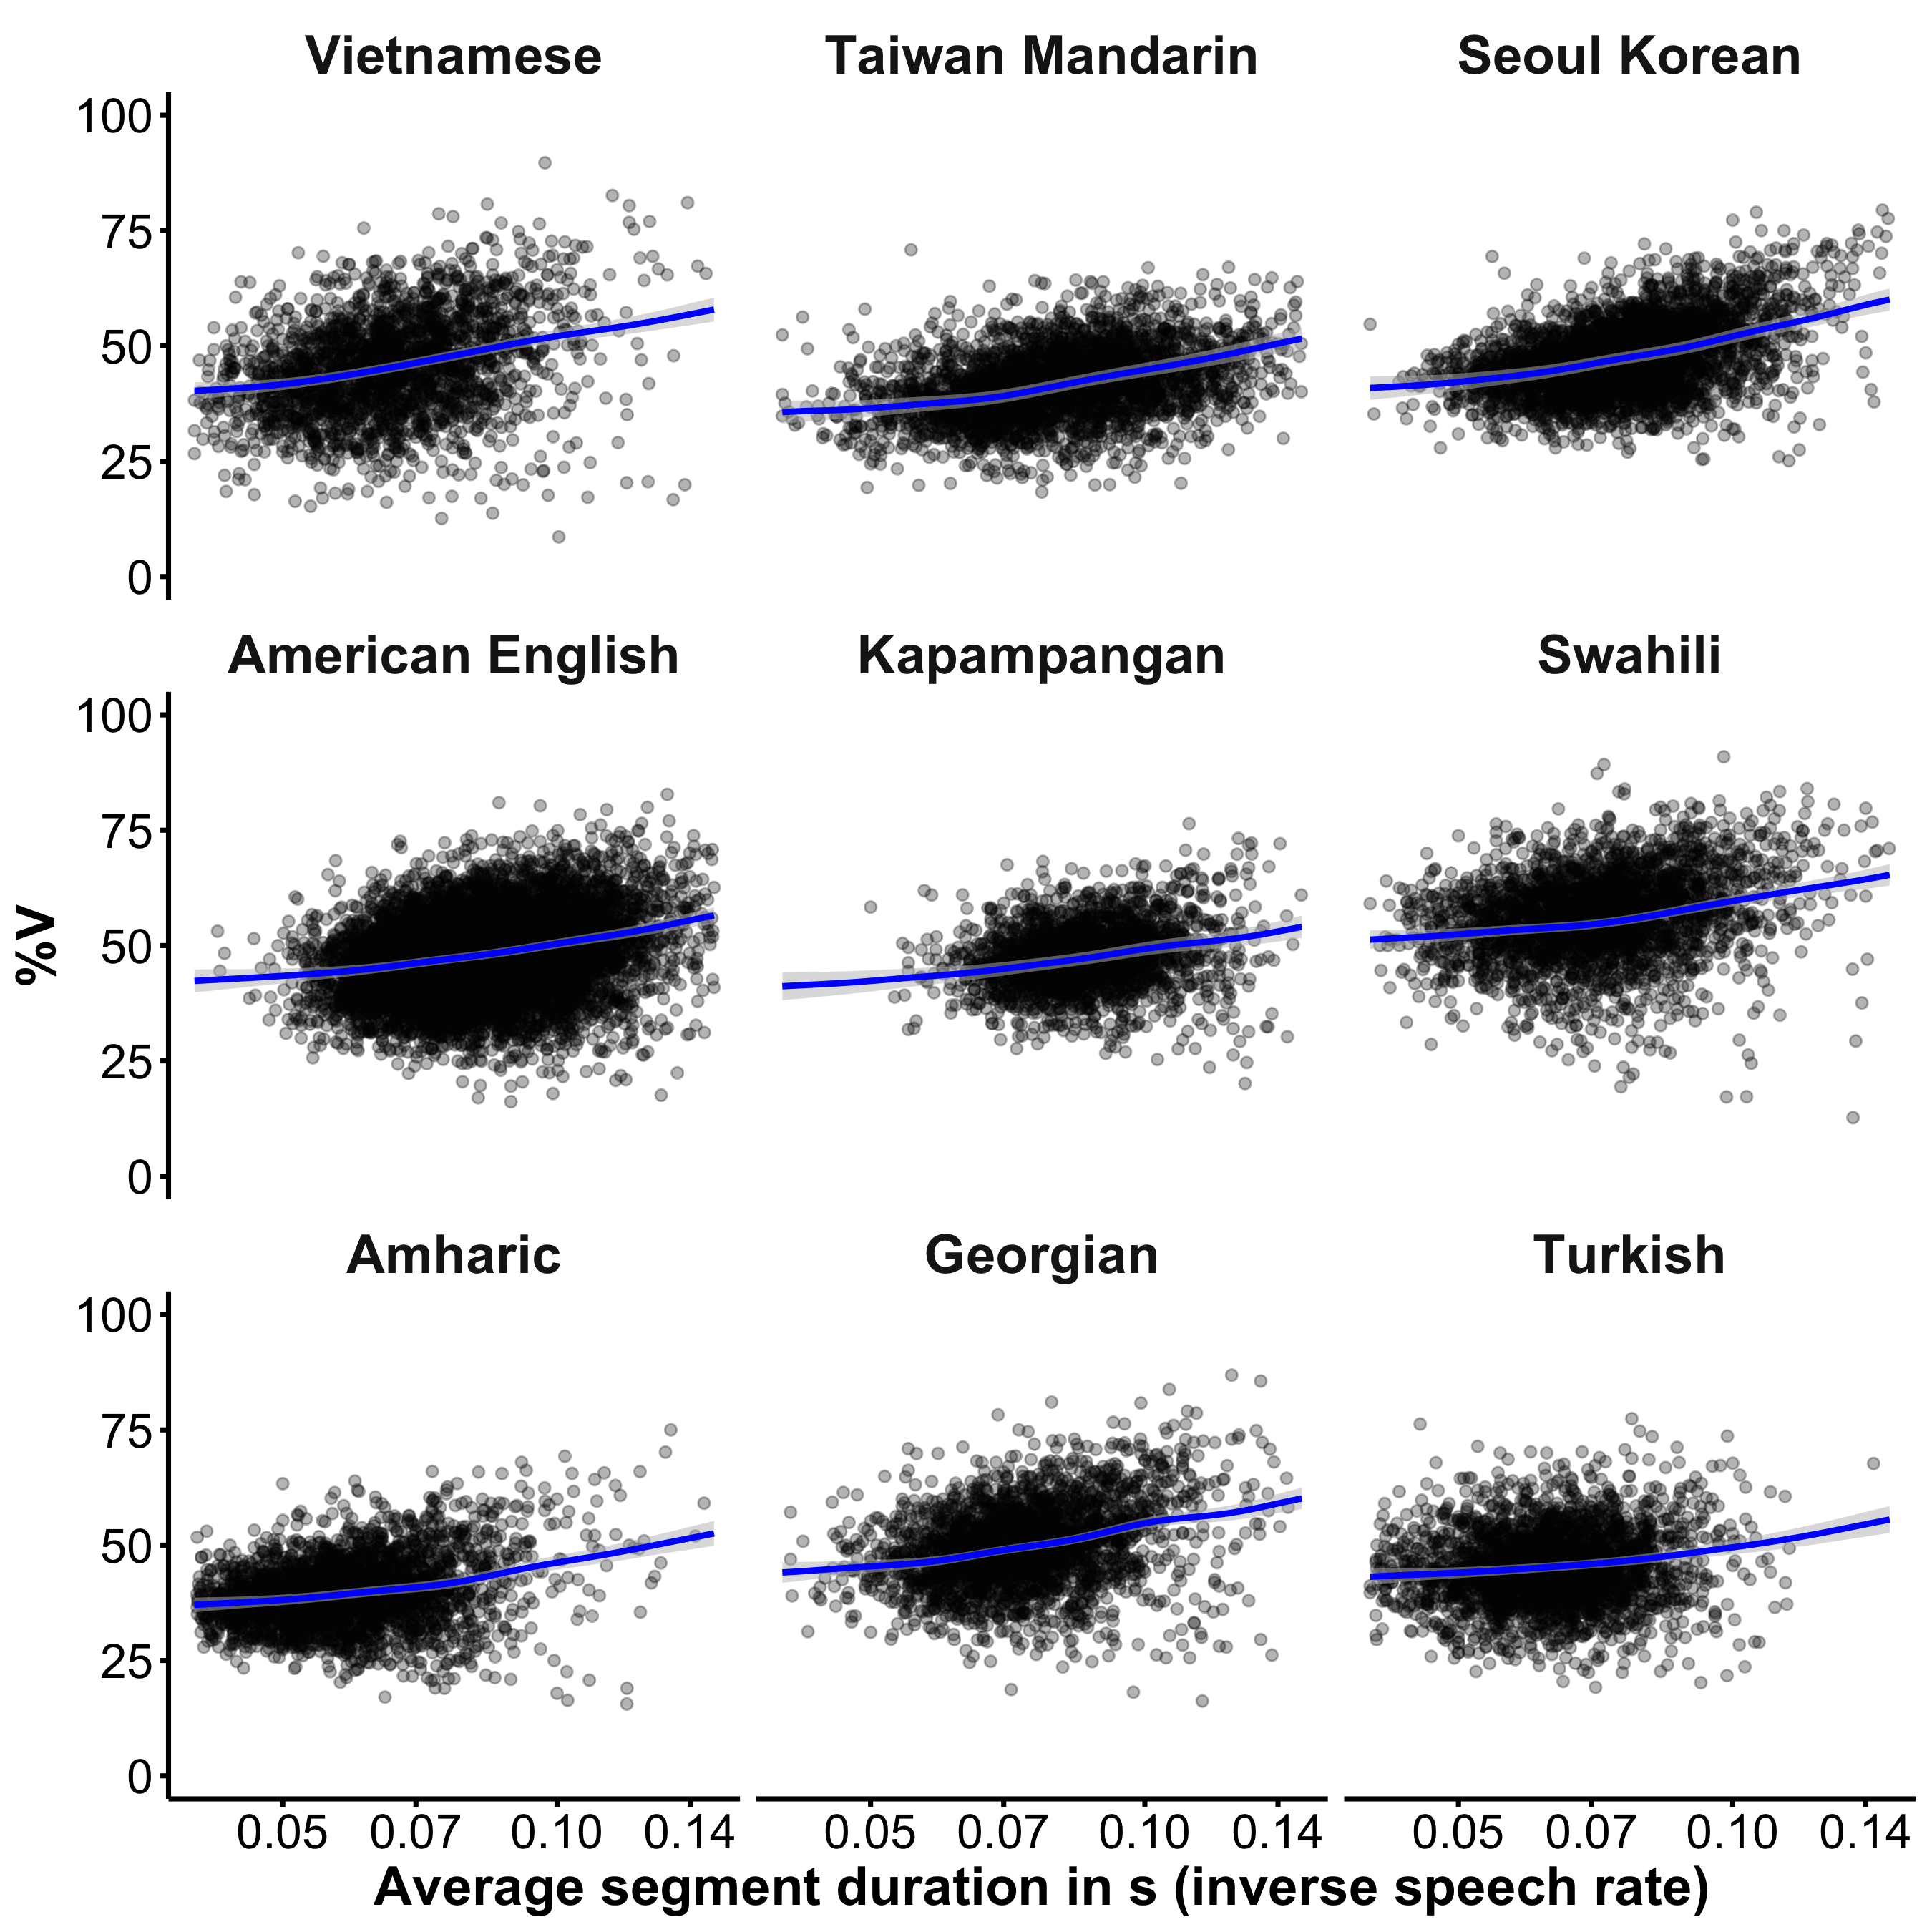 Vietnamese Taiwan Mandarin Seoul Korean
100
75
50
25
0
American English Kapampangan Swahili
100
75
50
25
0
%V
Amharic Georgian Turkish
100
75
50
25
0
0.05 0.07 0.10 0.14 0.05 0.07 0.10 0.14 0.05 0.07 0.10 0.14
Average segment duration in s (inverse speech rate)